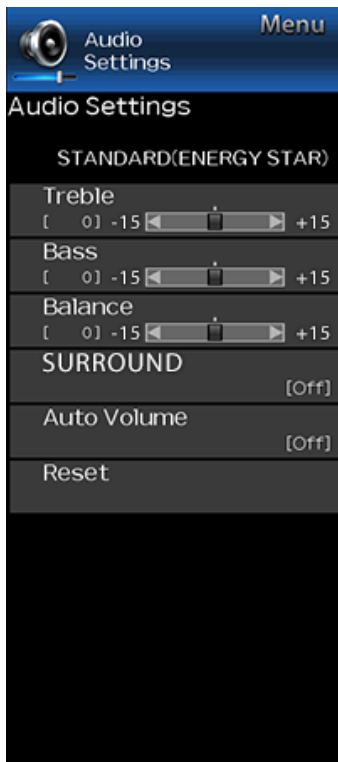 Menu
Audio
Settings
Audio Settings
STANDARD(ENERGY STAR)
Treble
[ 0] -15 +15
Bass
[ 0] -15 +15
Balance
[ 0] -15 +15
SURROUND
[Off]
Auto Volume
[Off]
Reset